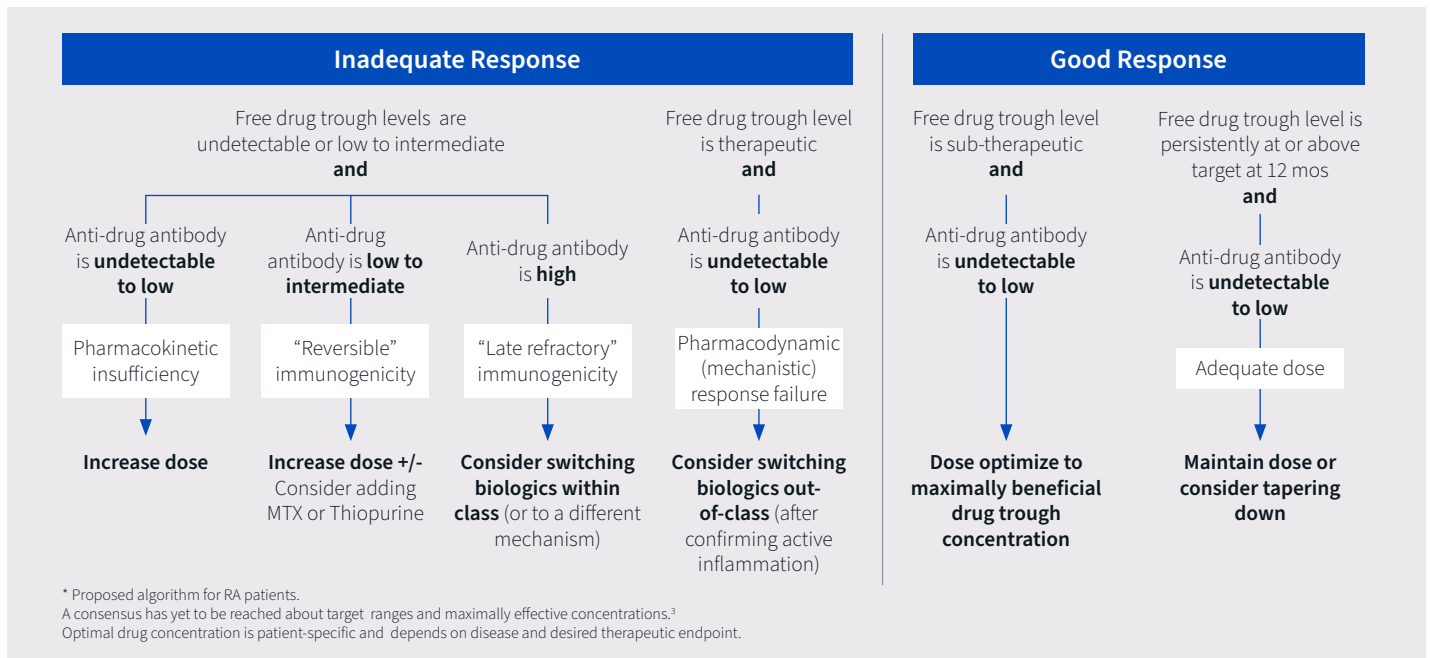 Inadequate Response
Free drug trough levels are
undetectable or low to intermediate
and
Anti-drug antibody
is undetectable
to low
Pharmacokinetic
insufficiency
Increase dose
Anti-drug
antibody is low to
intermediate
“Reversible”
immunogenicity
Increase dose +/-
Consider adding
MTX or Thiopurine
Anti-drug antibody
is high
“Late refractory”
immunogenicity
Consider switching
biologics within
class (or to a different
mechanism)
Free drug trough level
is therapeutic
and
Anti-drug antibody
is undetectable
to low
Pharmacodynamic
(mechanistic)
response failure
Consider switching
biologics out-
of-class (after
confirming active
inflammation)
Good Response
Free drug trough level
is sub-therapeutic
and
Anti-drug antibody
is undetectable
to low
Dose optimize to
maximally beneficial
drug trough
concentration
Free drug trough level is
persistently at or above
target at 12 mos
and
Anti-drug antibody
is undetectable
to low
Adequate dose
Maintain dose or
consider tapering
down
* Proposed algorithm for RA patients.
A consensus has yet to be reached about target ranges and maximally effective concentrations.³
Optimal drug concentration is patient-specific and depends on disease and desired therapeutic endpoint.